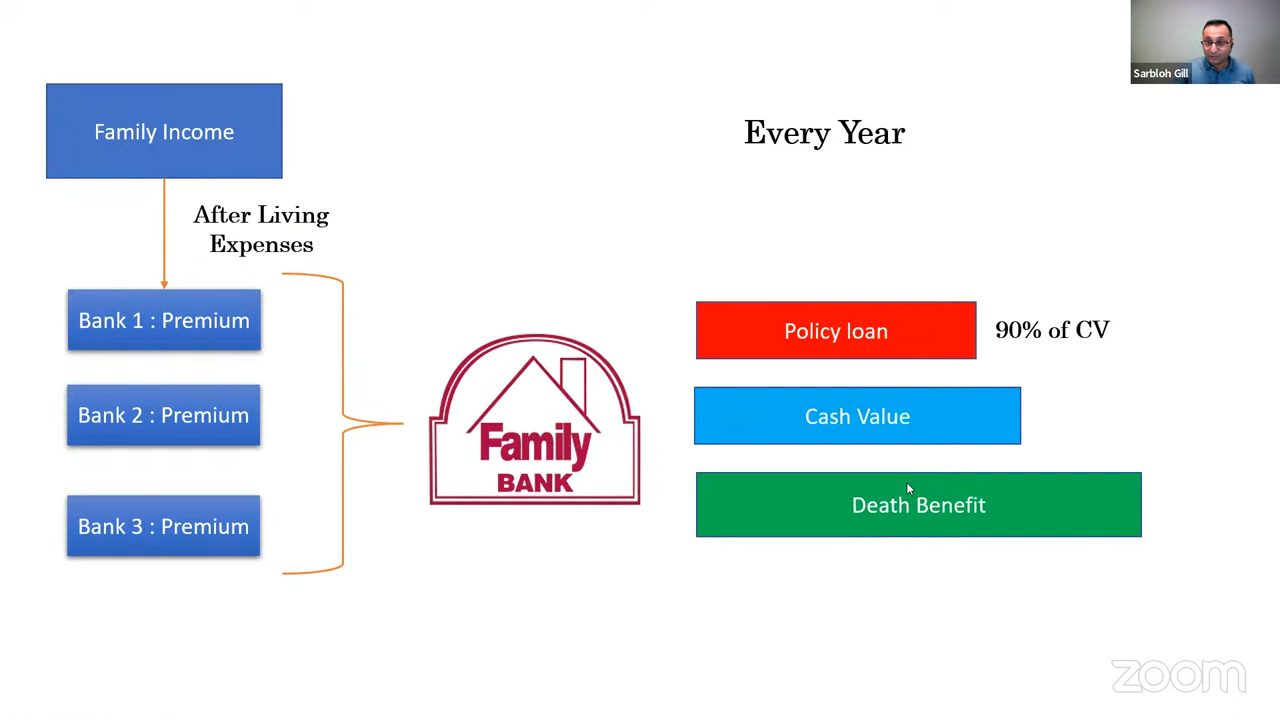 Sarbloh Gill
Family Income
Every Year
After Living
Expenses
Bank 1 : Premium
Bank 2 : Premium
Bank 3 : Premium
Family
BANK
Policy loan
90% of CV
Cash Value
Death Benefit
zoom